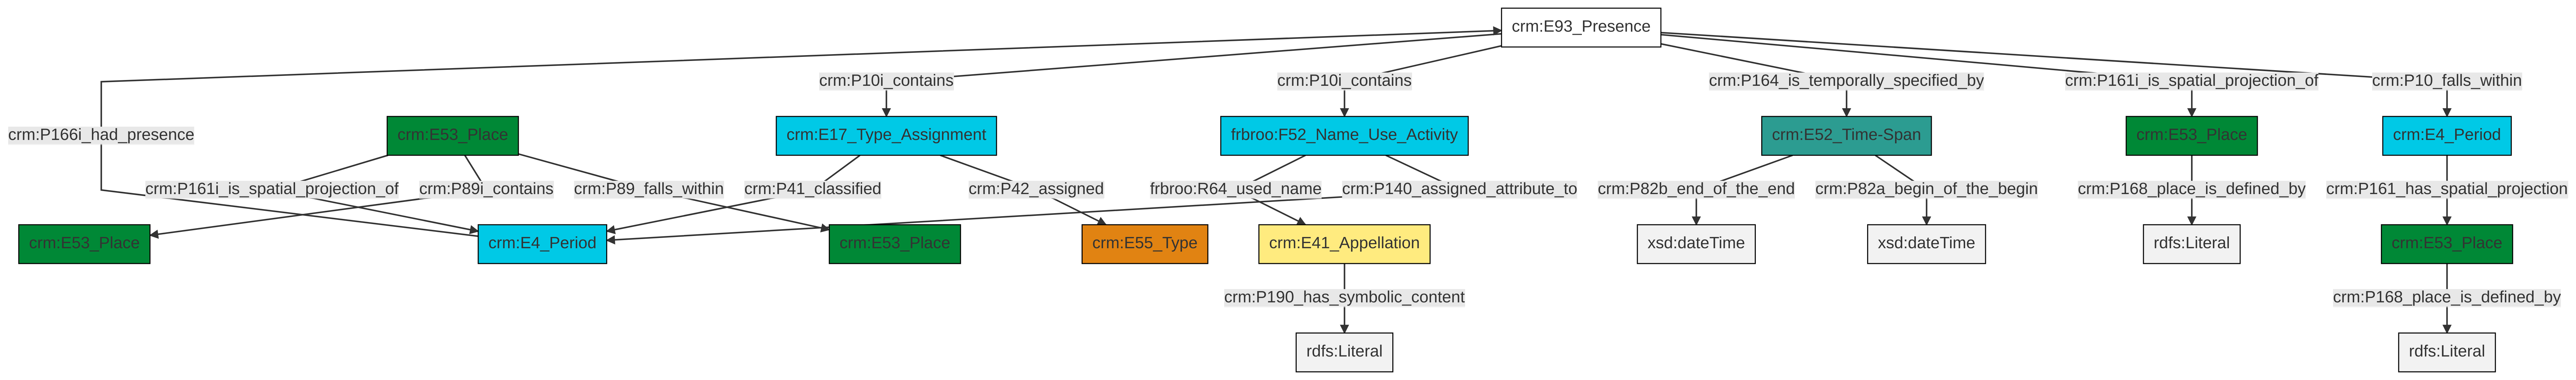 crm:E93_Presence
crm:P10i_contains
crm:P10i_contains
crm:P164_is_temporally_specified_by
crm:P161i_is_spatial_projection_of
crm:P10_falls_within
crm:P166i_had_presence
crm:E53_Place
crm:E17_Type_Assignment
frbroo:F52_Name_Use_Activity
crm:E52_Time-Span
crm:E53_Place
crm:E4_Period
crm:P161i_is_spatial_projection_of
crm:P89i_contains
crm:P89_falls_within
crm:P41_classified
crm:P42_assigned
frbroo:R64_used_name
crm:P140_assigned_attribute_to
crm:P82b_end_of_the_end
crm:P82a_begin_of_the_begin
crm:P168_place_is_defined_by
crm:P161_has_spatial_projection
crm:E53_Place
crm:E4_Period
crm:E53_Place
crm:E55_Type
crm:E41_Appellation
xsd:dateTime
xsd:dateTime
rdfs:Literal
crm:E53_Place
crm:P190_has_symbolic_content
crm:P168_place_is_defined_by
rdfs:Literal
rdfs:Literal